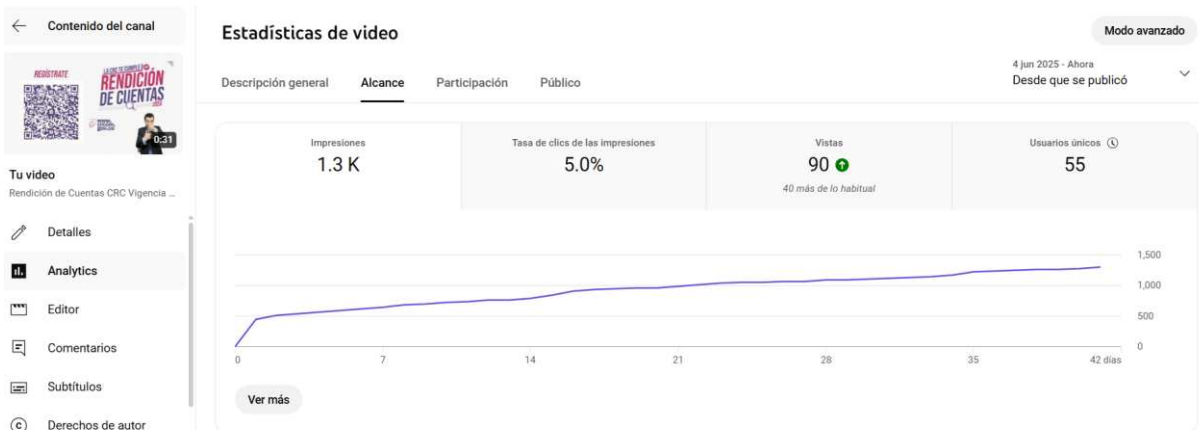 Contenido del canal
REGÍSTRATE
RENDICIÓN
DE CUENTAS
0:31
Tu video
Rendición de Cuentas CRC Vigencia ...
Detalles
Analytics
Editor
Comentarios
Subtítulos
Derechos de autor
Estadísticas de video
Modo avanzado
Descripción general Alcance Participación Público
4 jun 2025 - Ahora
Desde que se publicó
Impresiones Tasa de clics de las impresiones Vistas Usuarios únicos
1.3 K 5.0% 90 55
40 más de lo habitual
1,500
1,000
500
0
0 7 14 21 28 35 42 días
Ver más